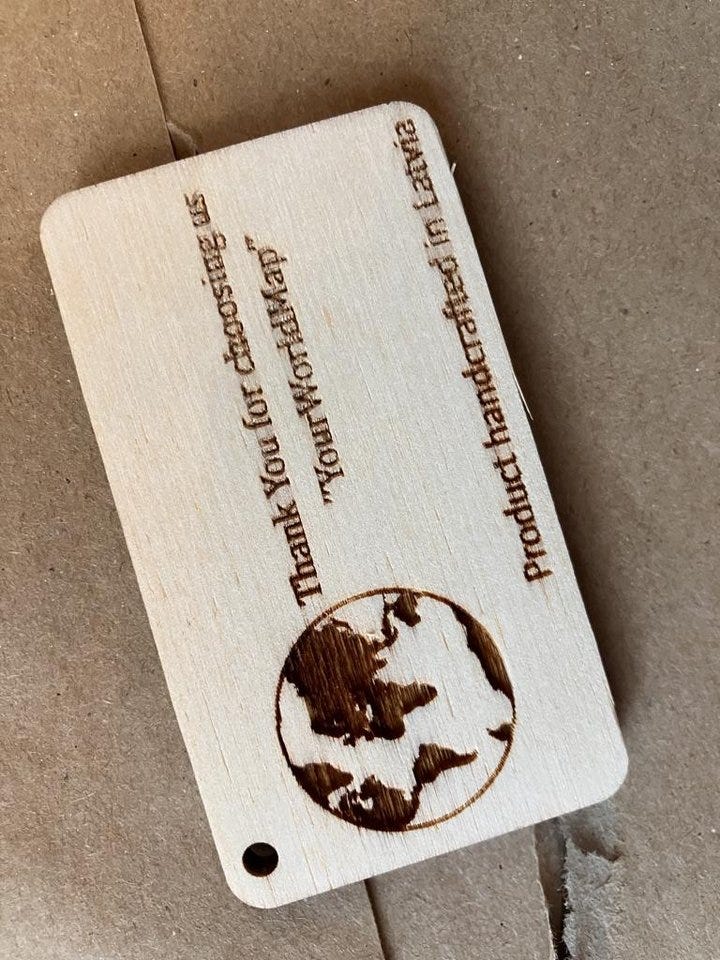 Thank You for choosing us
"YourWorldMap"
Product handcrafted in Latvia